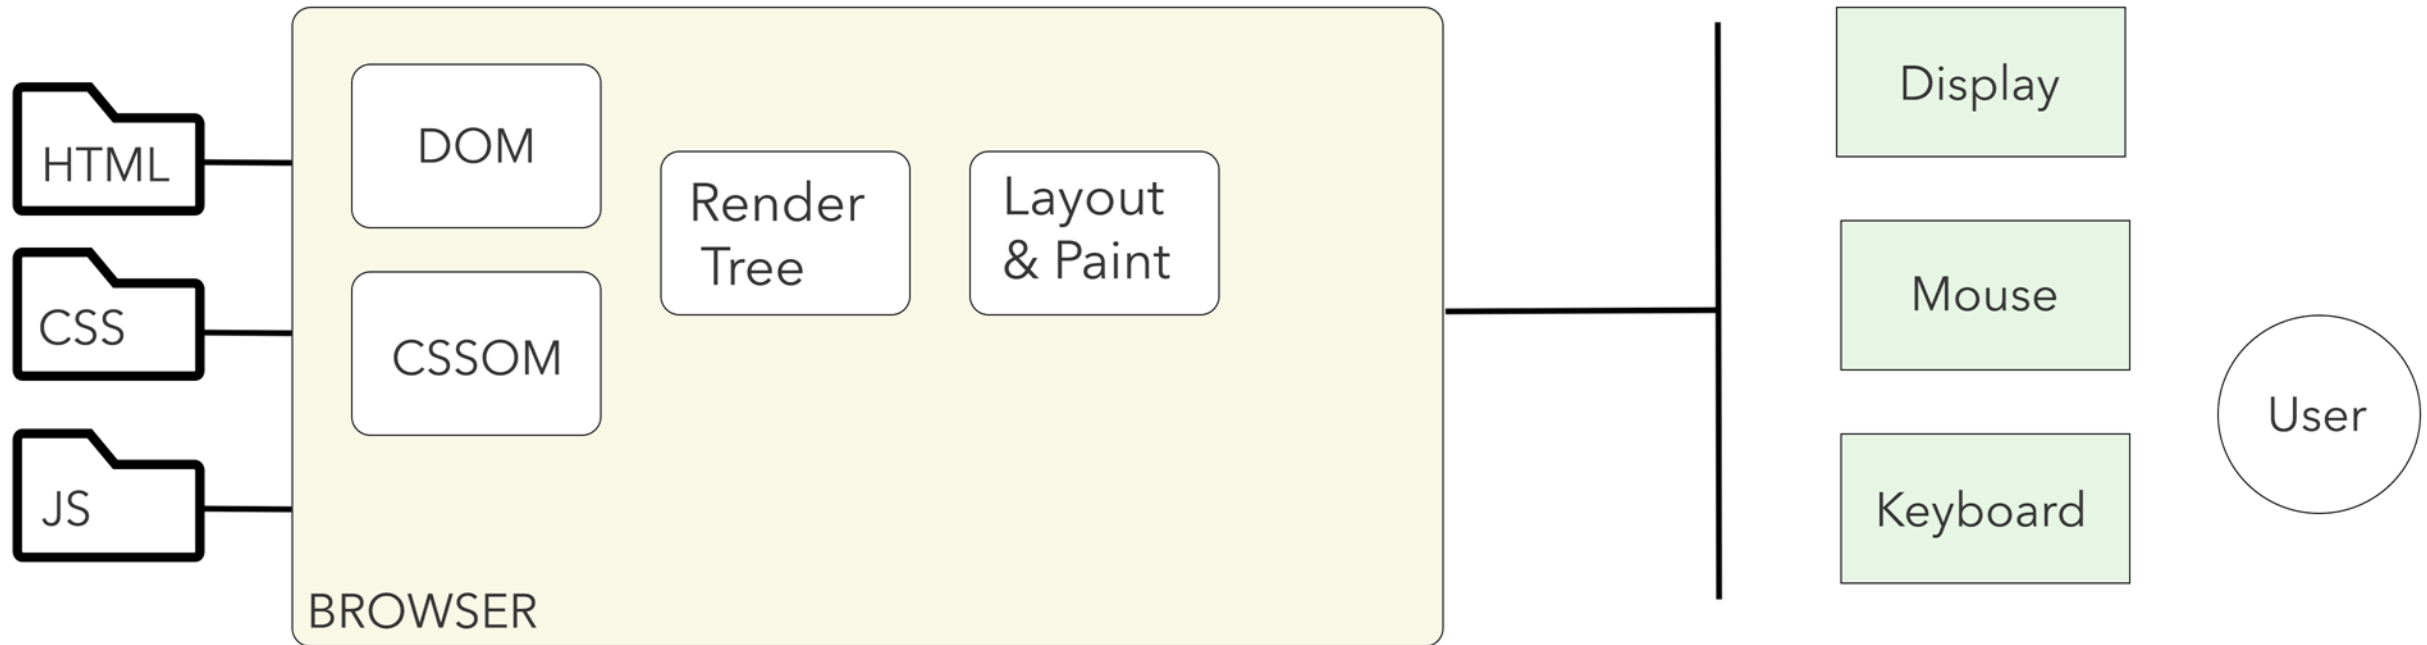 HTML
CSS
JS
DOM
CSSOM
Render
Tree
Layout
& Paint
BROWSER
Display
Mouse
Keyboard
User